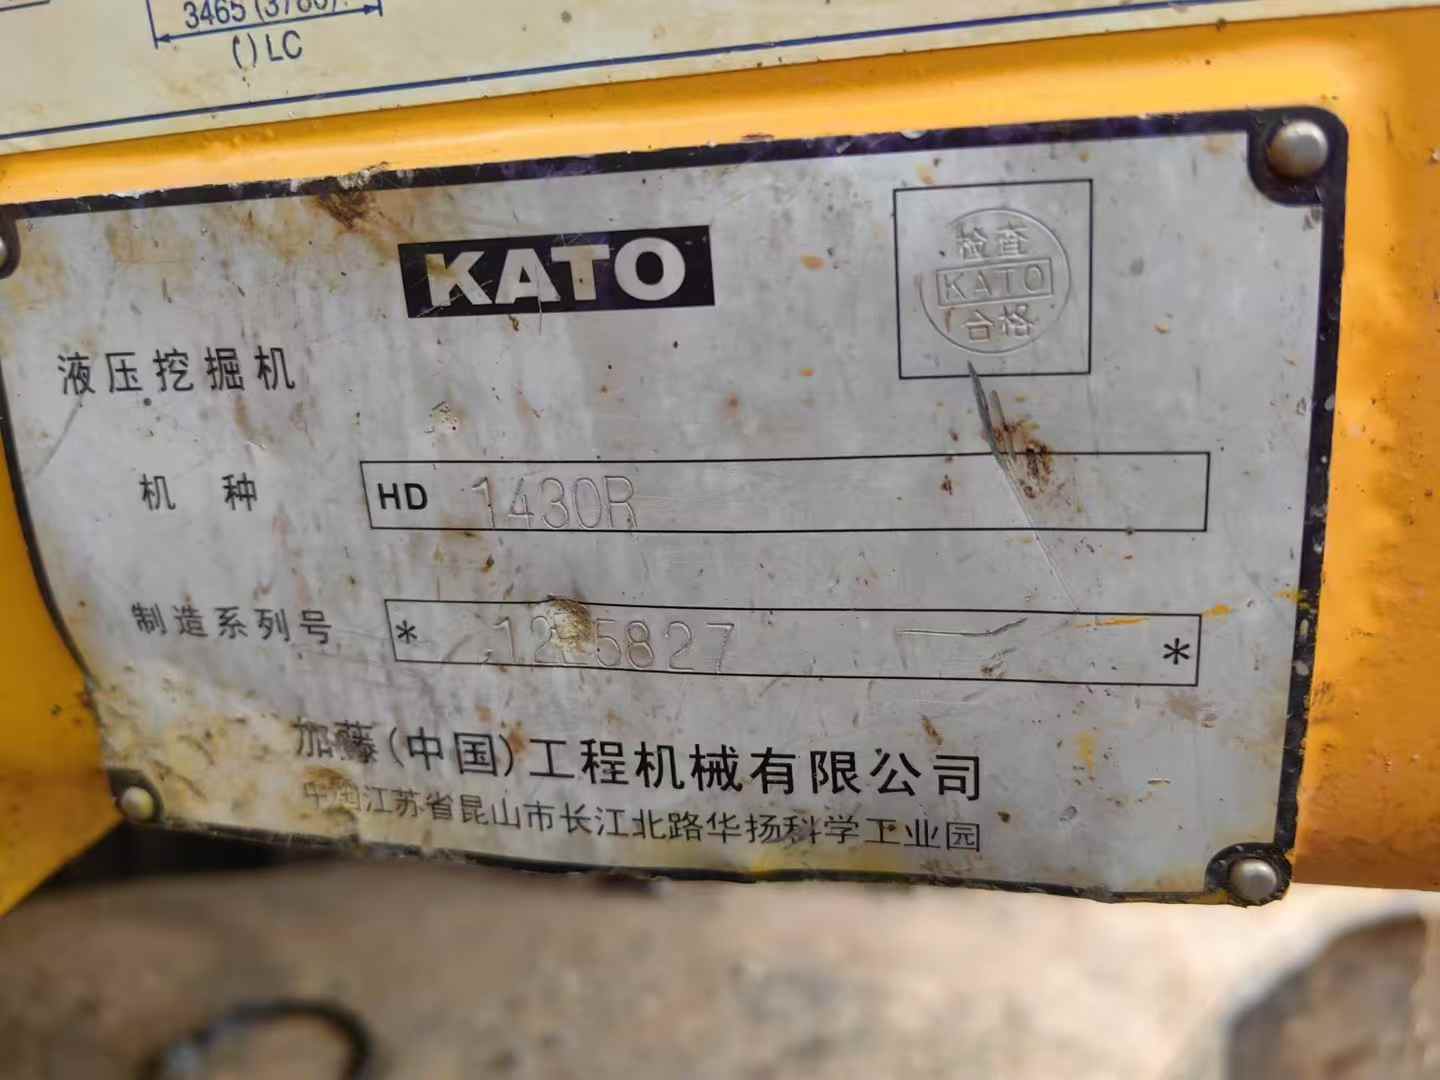 ()LC
KATO
检查
KATO
合格
液压挖掘机
机 种 HD 1430R
制造系列号 * *
加藤(中国)工程机械有限公司
中国江苏省昆山市长江北路华扬科学工业园